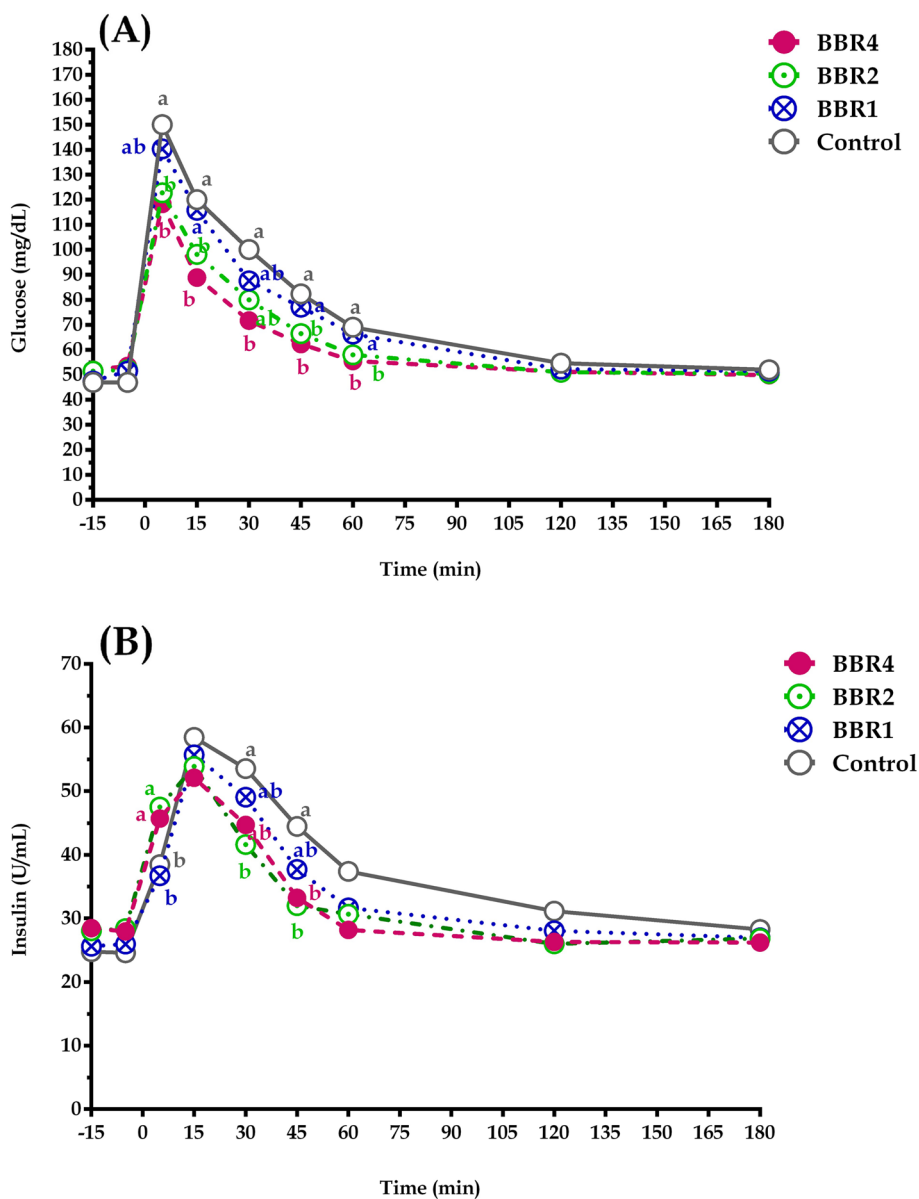 (A)
BBR4
BBR2
BBR1
Control
Glucose (mg/dL)
180
170
160
150
140
130
120
110
100
90
80
70
60
50
40
30
20
10
0
a
ab
a
b
a
b
b
a
b
ab
a
a
ab
a
b
b
a
b
b
b
-15 0 15 30 45 60 75 90 105 120 135 150 165 180
Time (min)
(B)
BBR4
BBR2
BBR1
Control
Insulin (U/mL)
70
60
50
40
30
20
10
0
a
a
ab
a
a
ab
b
ab
b
b
b
b
-15 0 15 30 45 60 75 90 105 120 135 150 165 180
Time (min)